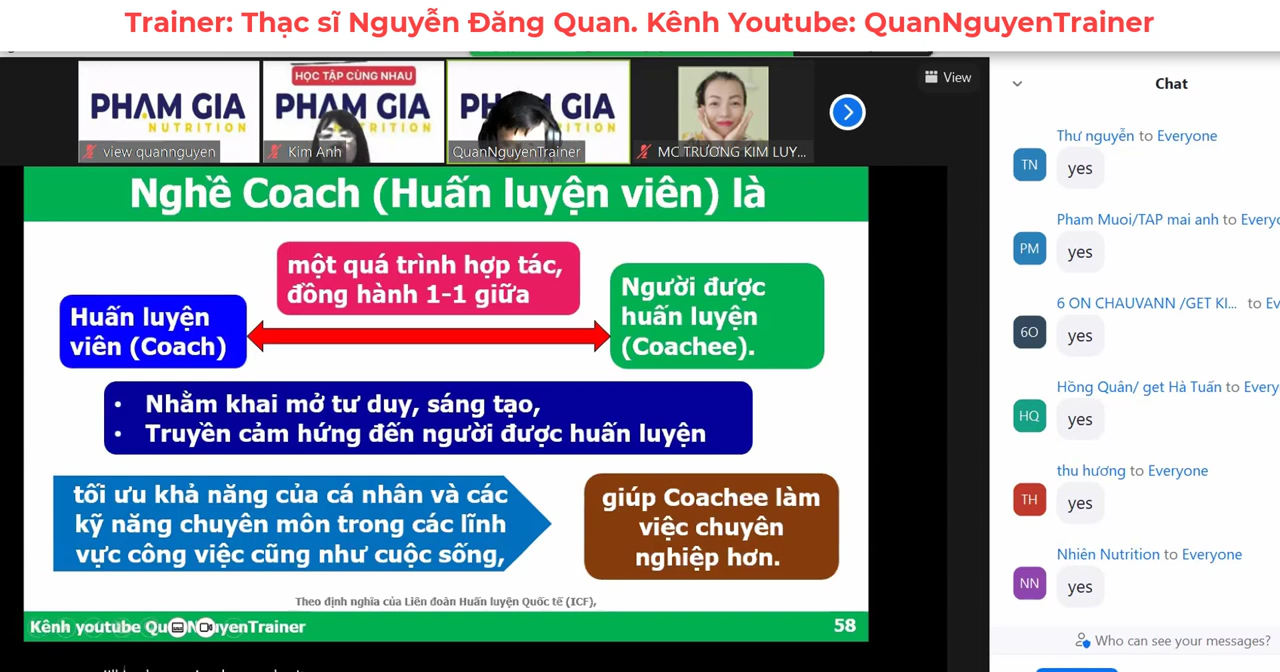 Trainer: Thạc sĩ Nguyễn Đăng Quan. Kênh Youtube: QuanNguyenTrainer
PHAM GIA
NUTRITION
view quannguyen
HỌC TẬP CÙNG NHAU
PHAM GIA
RITION
Kim Anh
PH GIA
RITION
QuanNguyenTrainer
MC TRƯƠNG KIM LUY...
View
Nghề Coach (Huấn luyện viên) là
một quá trình hợp tác,
đồng hành 1-1 giữa
Huấn luyện
viên (Coach)
Người được
huấn luyện
(Coachee).
• Nhằm khai mở tư duy, sáng tạo,
• Truyền cảm hứng đến người được huấn luyện
tối ưu khả năng của cá nhân và các
kỹ năng chuyên môn trong các lĩnh
vực công việc cũng như cuộc sống,
giúp Coachee làm
việc chuyên
nghiệp hơn.
Theo định nghĩa của Liên đoàn Huấn luyện Quốc tế (ICF),
Kênh youtube Qu N uyenTrainer
58
Chat
Thư nguyễn to Everyone
TN
yes
Pham Muoi/TAP mai anh to Everyo
PM
yes
6 ON CHAUVANN /GET KI... to Ev
6O
yes
Hồng Quân/ get Hà Tuấn to Every
HQ
yes
thu hương to Everyone
TH
yes
Nhiên Nutrition to Everyone
NN
yes
Who can see your messages?